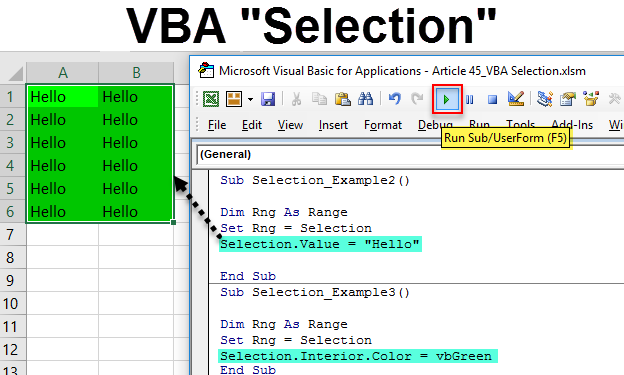 VBA "Selection"
A B
1 Hello Hello
2 Hello Hello
3 Hello Hello
4 Hello Hello
5 Hello Hello
6 Hello Hello
7
8
9
10
11
12
13
Microsoft Visual Basic for Applications - Article 45_VBA Selection.xlsm
File Edit View Insert Format Debug Run Tools Add-Ins
Run Sub/UserForm (F5)
(General)
Sub Selection_Example2()
Dim Rng As Range
Set Rng = Selection
Selection.Value = "Hello"
End Sub
Sub Selection_Example3()
Dim Rng As Range
Set Rng = Selection
Selection.Interior.Color = vbGreen
End Sub